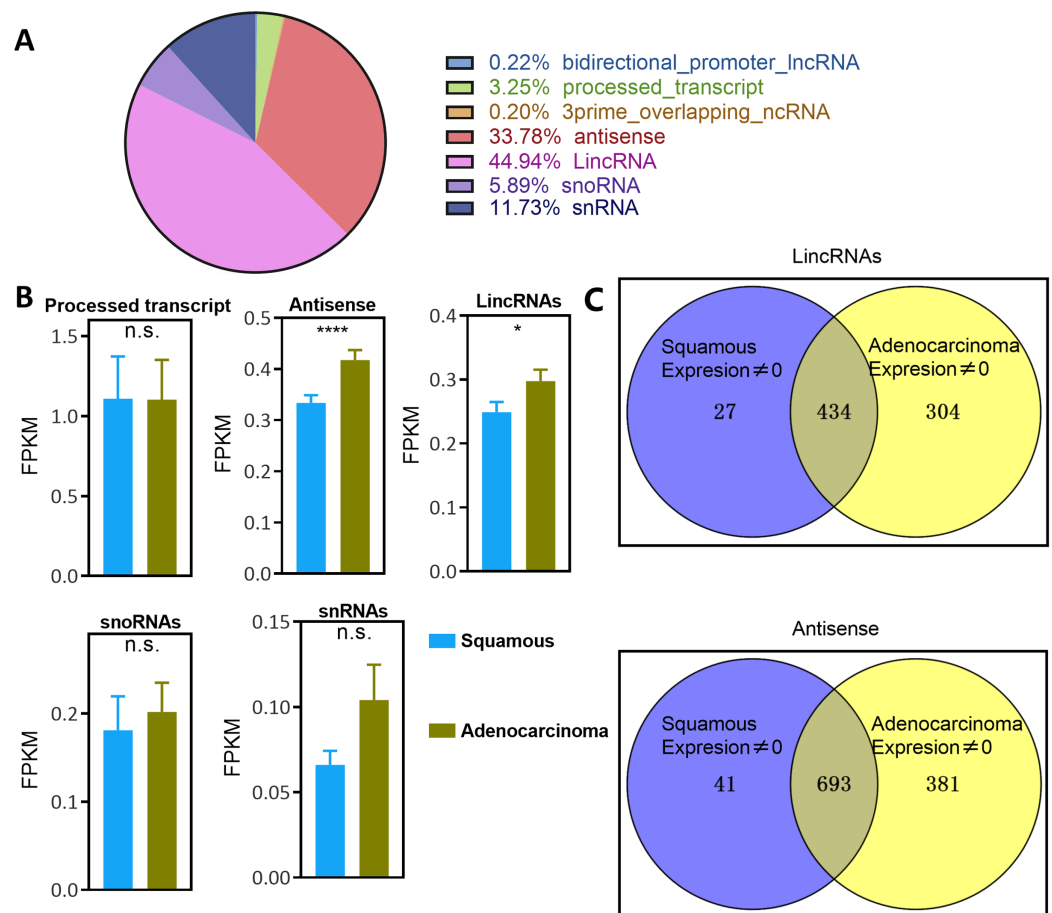 A
0.22% bidirectional_promoter_lncRNA
3.25% processed_transcript
0.20% 3prime_overlapping_ncRNA
33.78% antisense
44.94% LincRNA
5.89% snoRNA
11.73% snRNA
B
Processed transcript
n.s.
FPKM
1.5
1.0
0.5
0.0
Antisense
****
FPKM
0.5
0.4
0.3
0.2
0.1
0.0
LincRNAs
*
FPKM
0.4
0.3
0.2
0.1
0.0
snoRNAs
n.s.
FPKM
0.2
0.1
0.0
snRNAs
n.s.
FPKM
0.15
0.10
0.05
0.00
Squamous
Adenocarcinoma
C
LincRNAs
Squamous
Expresion≠0
27
434
Adenocarcinoma
Expresion≠0
304
Antisense
Squamous
Expresion≠0
41
693
Adenocarcinoma
Expresion≠0
381